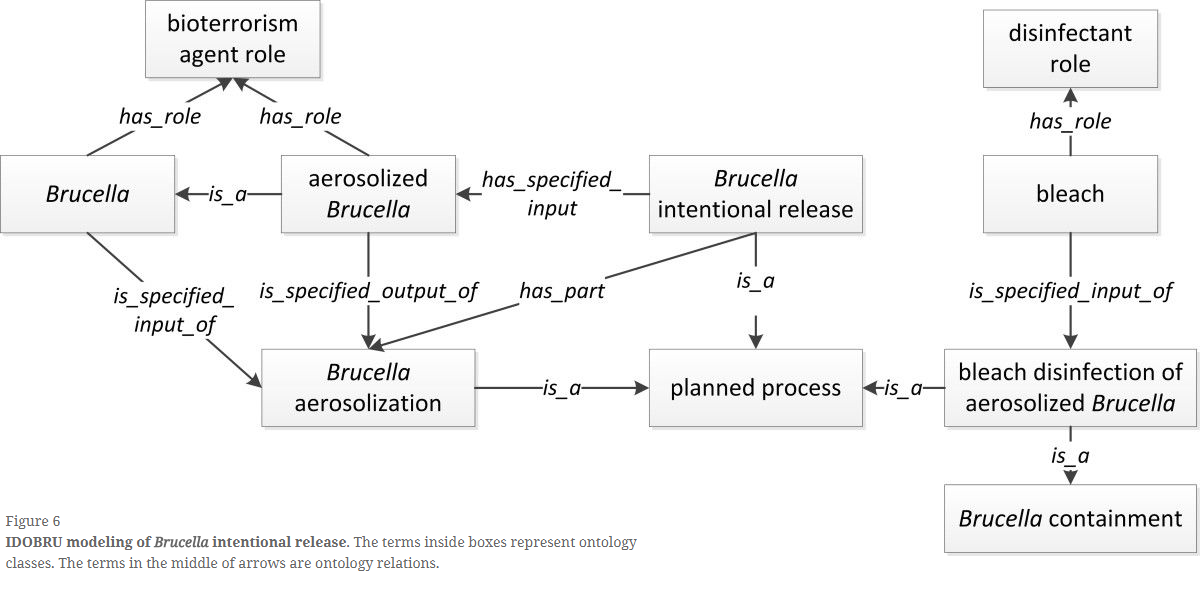 bioterrorism
agent role
disinfectant
role
has_role
has_role
has_role
Brucella
is_a
aerosolized
Brucella
has_specified_
input
Brucella
intentional release
bleach
is_specified_
input_of
is_specified_output_of
has_part
is_a
is_specified_input_of
Brucella
aerosolization
is_a
planned process
is_a
bleach disinfection of
aerosolized Brucella
is_a
Brucella containment
Figure 6
IDOBRU modeling of Brucella intentional release. The terms inside boxes represent ontology
classes. The terms in the middle of arrows are ontology relations.